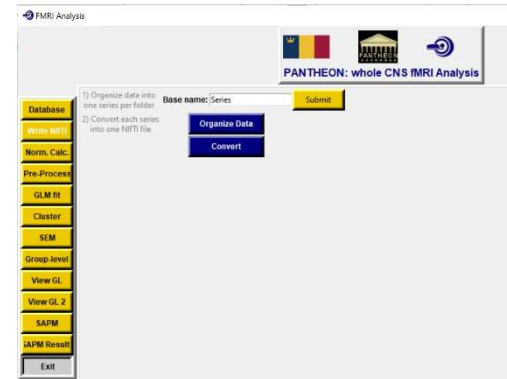 FMRI Analysis
PANTHEON
PANTHEON: whole CNS fMRI Analysis
1) Organize data into
one series per folder
Base name: Series
Submit
2) Convert each series
into one NIfTI file
Organize Data
Convert
Database
Write NIfTI
Norm. Calc.
Pre-Process
GLM fit
Cluster
SEM
Group-level
View GL
View GL 2
SAPM
SAPM Result
Exit